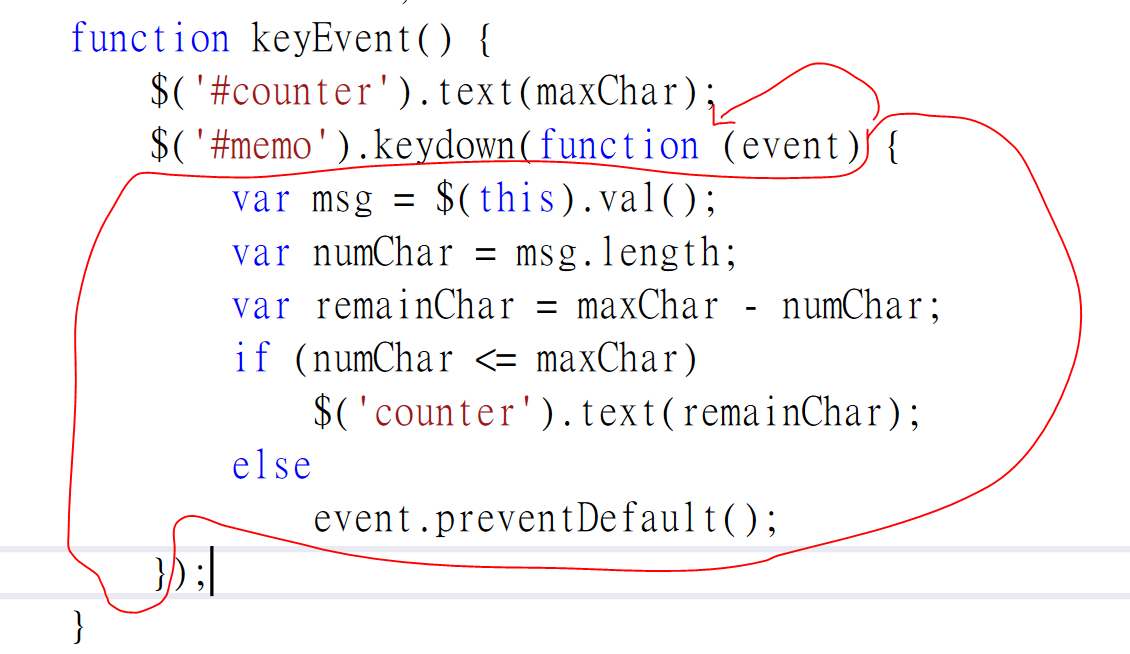 function keyEvent() {
$('#counter').text(maxChar);
$('#memo').keydown(function (event) {
var msg = $(this).val();
var numChar = msg.length;
var remainChar = maxChar - numChar;
if (numChar <= maxChar)
$('counter').text(remainChar);
else
event.preventDefault();
});
}